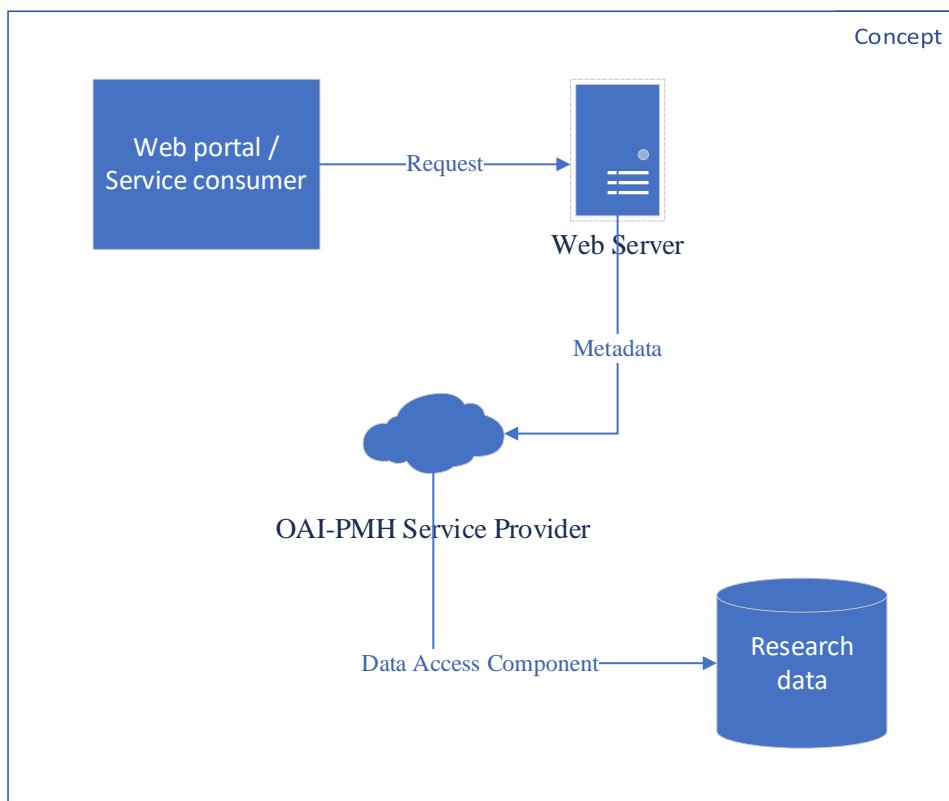 Concept
Web portal /
Service consumer
Request
Web Server
Metadata
OAI-PMH Service Provider
Data Access Component
Research
data